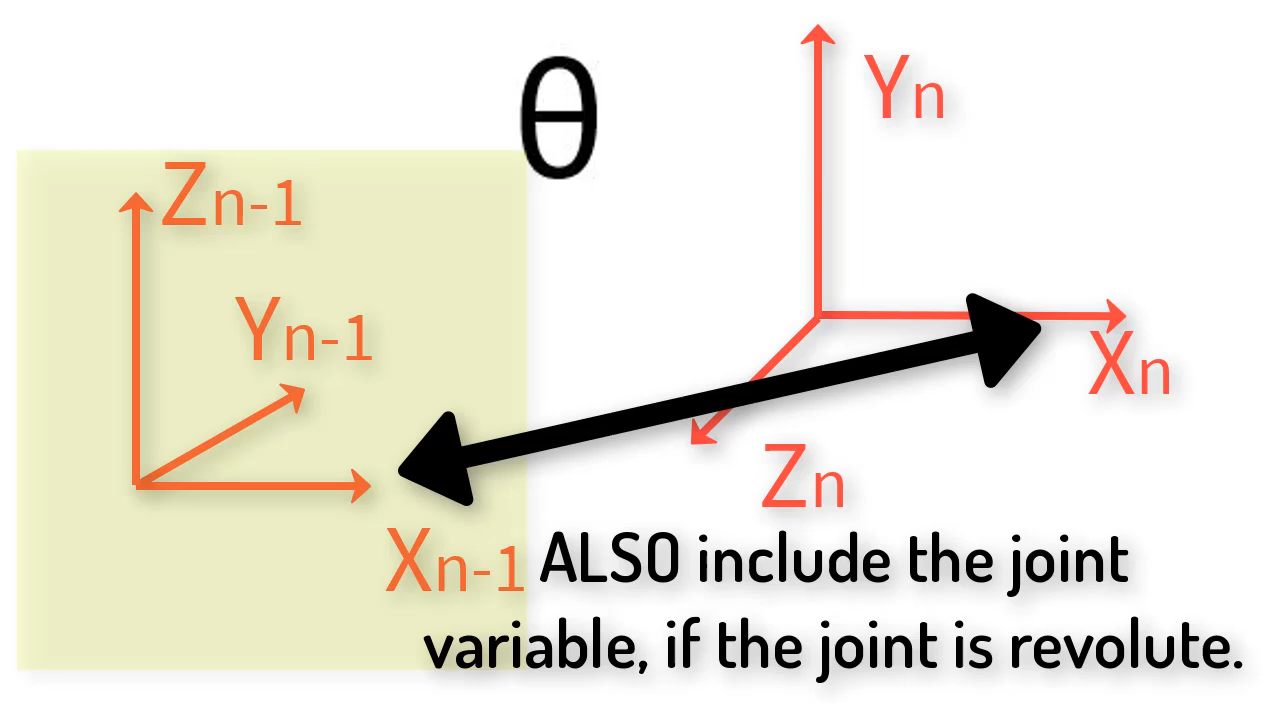 θ
Yn
Zn-1
Yn-1
Xn
Zn
Xn-1
ALSO include the joint
variable, if the joint is revolute.